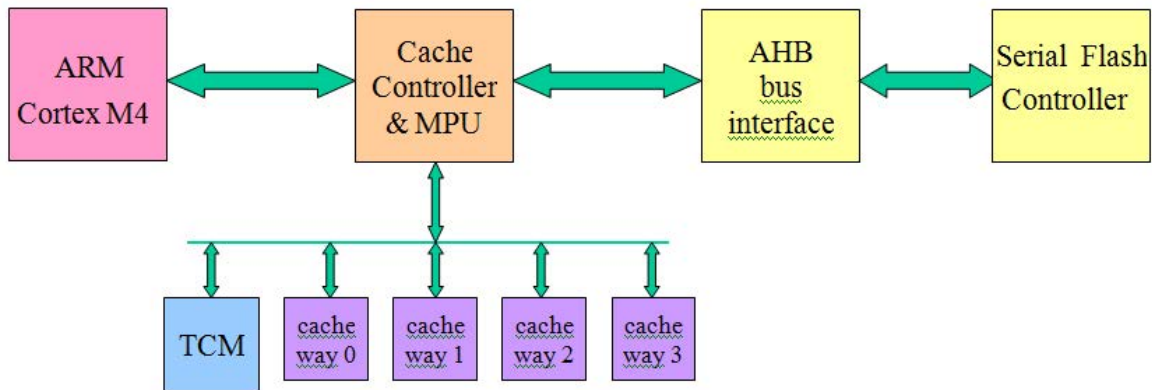 ARM
Cortex M4
Cache
Controller
& MPU
AHB
bus
interface
Serial Flash
Controller
TCM
cache
way 0
cache
way 1
cache
way 2
cache
way 3